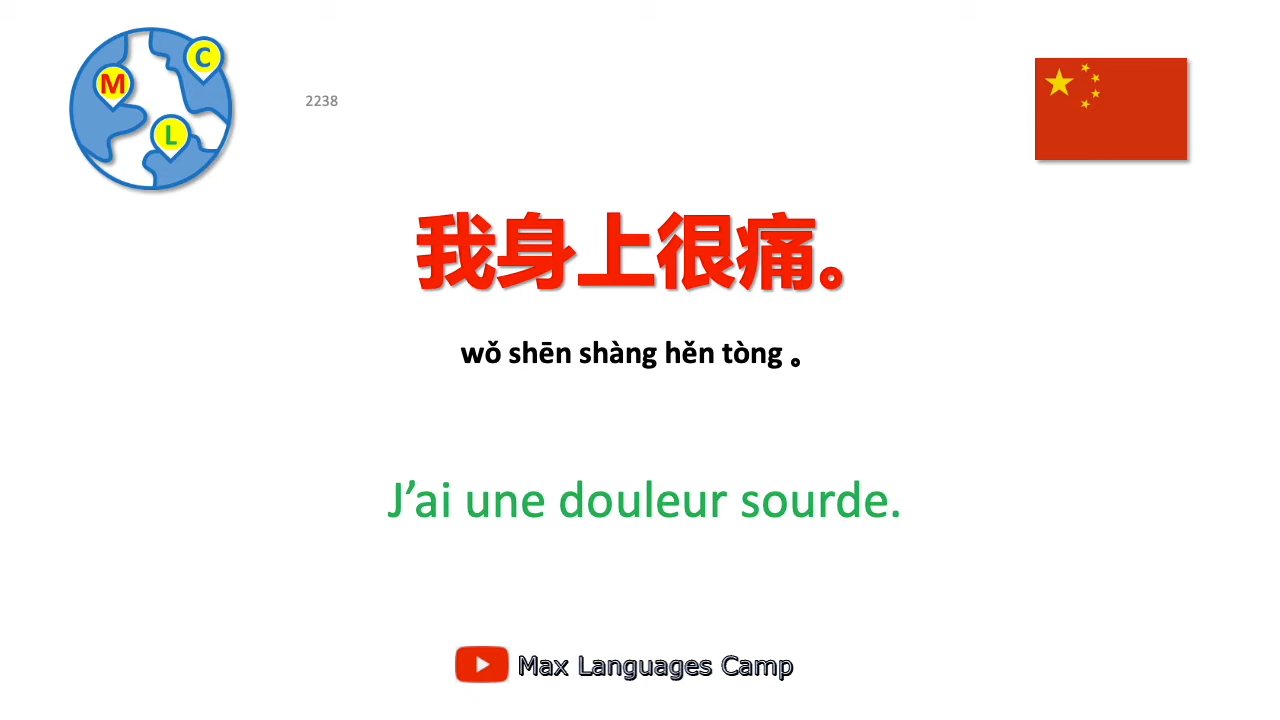 M
C
L
2238
我身上很痛。
wǒ shēn shàng hěn tòng 。
J’ai une douleur sourde.
Max Languages Camp